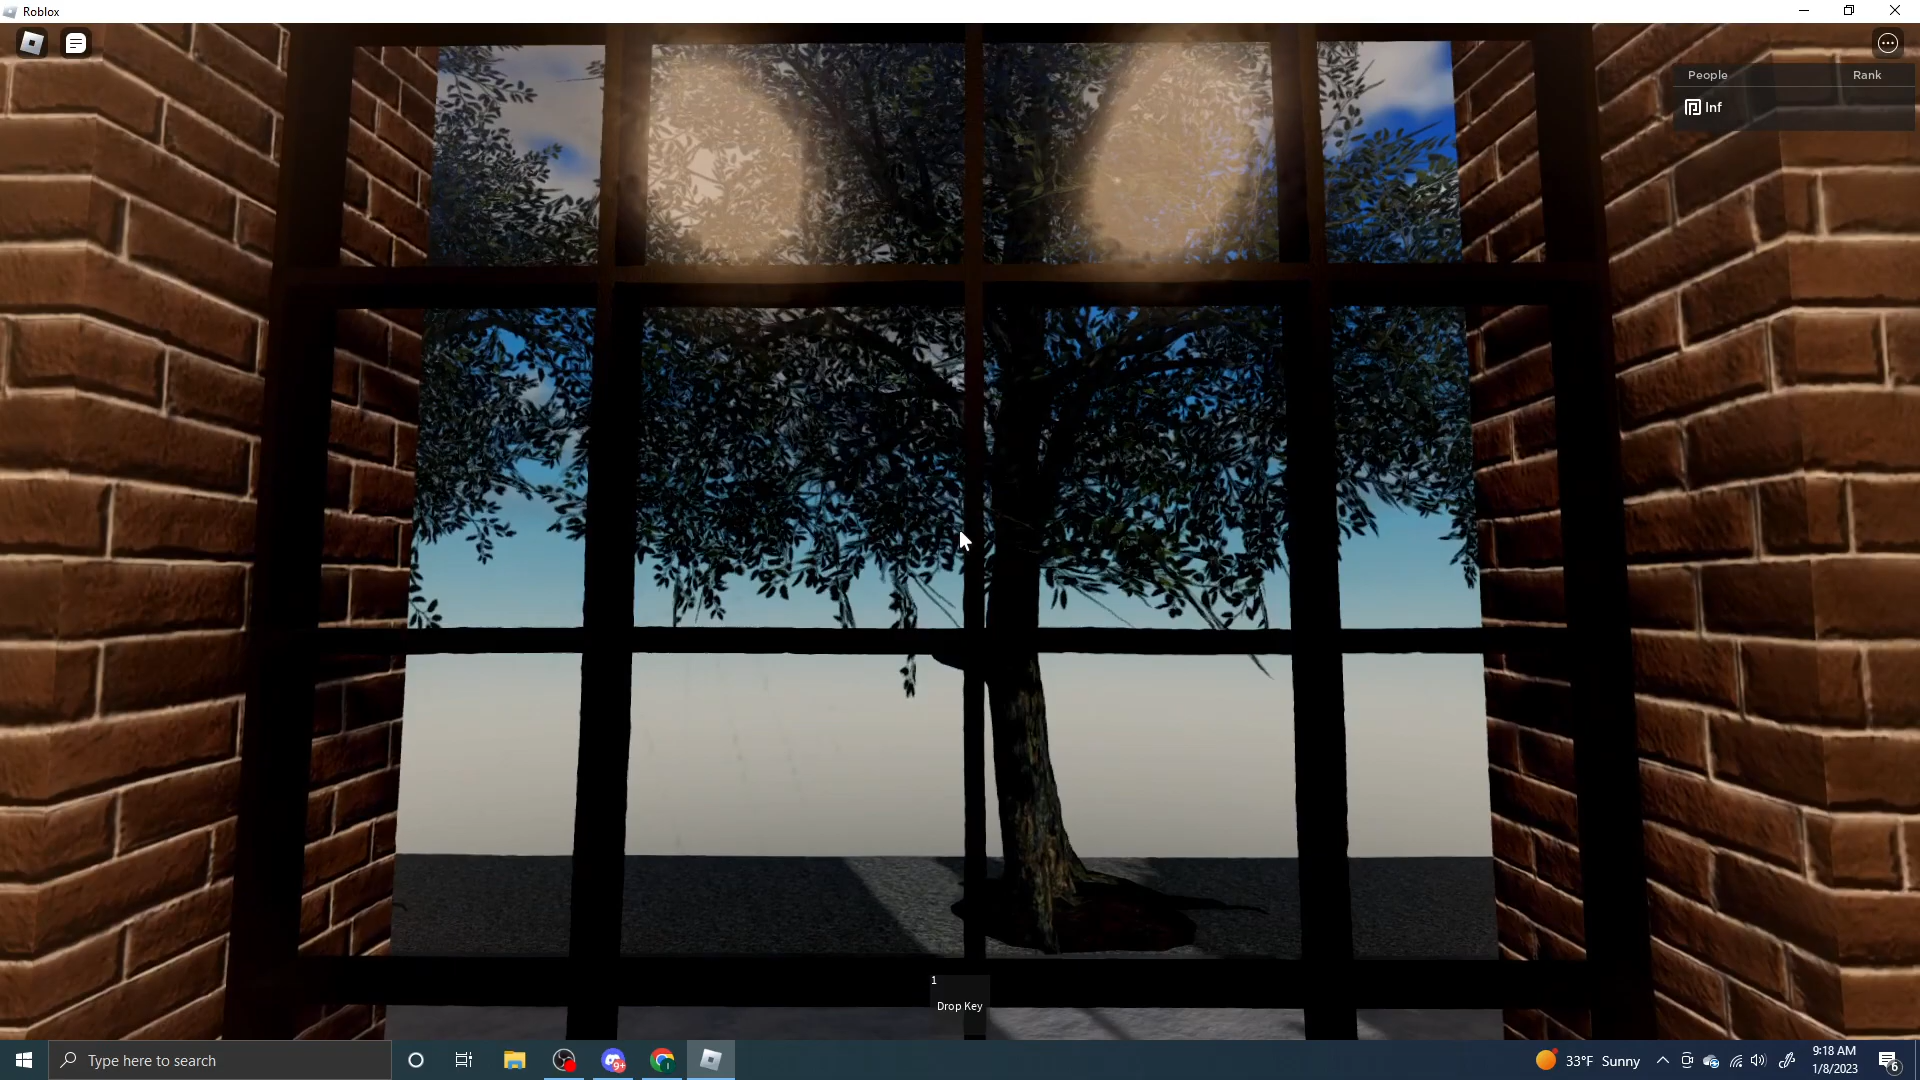 Roblox
People Rank
Inf
1
Drop Key
Type here to search
9+
33°F Sunny
9:18 AM
1/8/2023
6